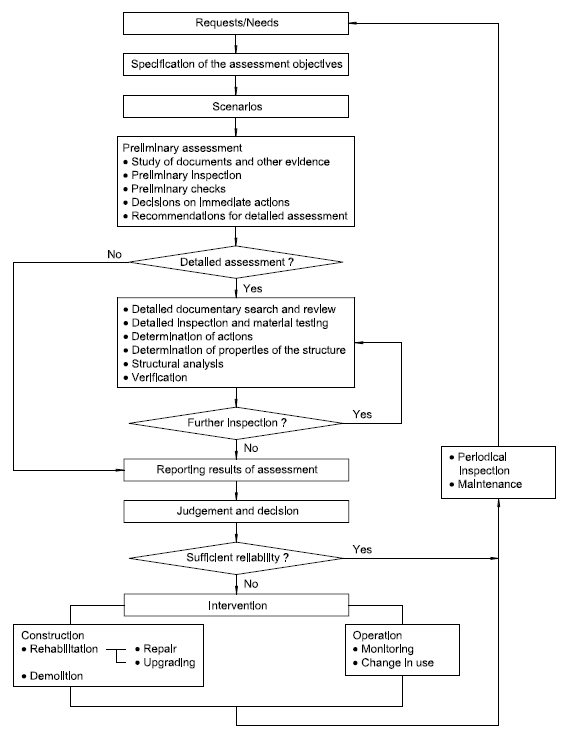 Requests/Needs
Specification of the assessment objectives
Scenarios
Preliminary assessment
• Study of documents and other evidence
• Preliminary inspection
• Preliminary checks
• Decisions on immediate actions
• Recommendations for detailed assessment
No
Detailed assessment ?
Yes
• Detailed documentary search and review
• Detailed inspection and material testing
• Determination of actions
• Determination of properties of the structure
• Structural analysis
• Verification
Further inspection ?
Yes
No
Reporting results of assessment
• Periodical
inspection
• Maintenance
Judgement and decision
Sufficient reliability ?
Yes
No
Intervention
Construction
• Rehabilitation
• Repair
• Upgrading
• Demolition
Operation
• Monitoring
• Change in use